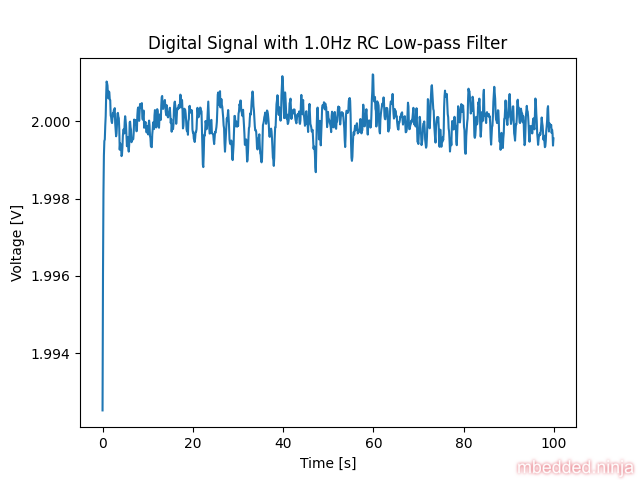 Digital Signal with 1.0Hz RC Low-pass Filter
2.000
1.998
1.996
1.994
Voltage [V]
0 20 40 60 80 100
Time [s]
mbedded.ninja